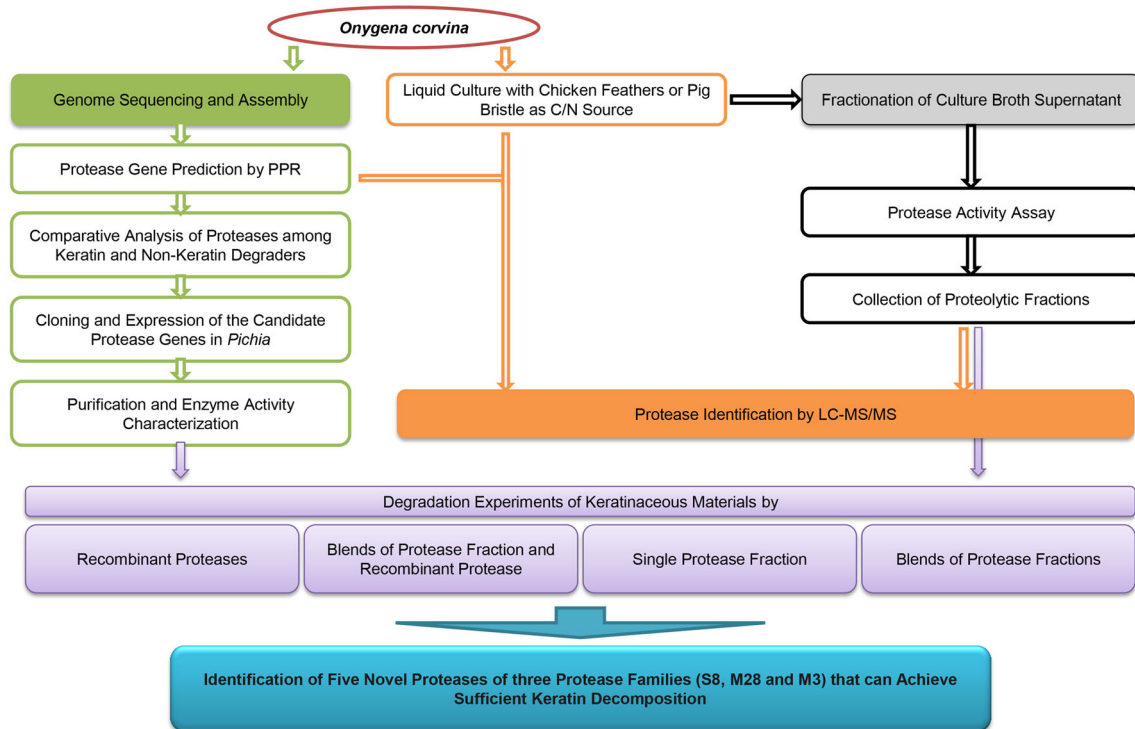 Onygena corvina
Genome Sequencing and Assembly
Liquid Culture with Chicken Feathers or Pig
Bristle as C/N Source
Fractionation of Culture Broth Supernatant
Protease Gene Prediction by PPR
Protease Activity Assay
Comparative Analysis of Proteases among
Keratin and Non-Keratin Degraders
Collection of Proteolytic Fractions
Cloning and Expression of the Candidate
Protease Genes in Pichia
Purification and Enzyme Activity
Characterization
Protease Identification by LC-MS/MS
Degradation Experiments of Keratinaceous Materials by
Recombinant Proteases
Blends of Protease Fraction and
Recombinant Protease
Single Protease Fraction
Blends of Protease Fractions
Identification of Five Novel Proteases of three Protease Families (S8, M28 and M3) that can Achieve
Sufficient Keratin Decomposition